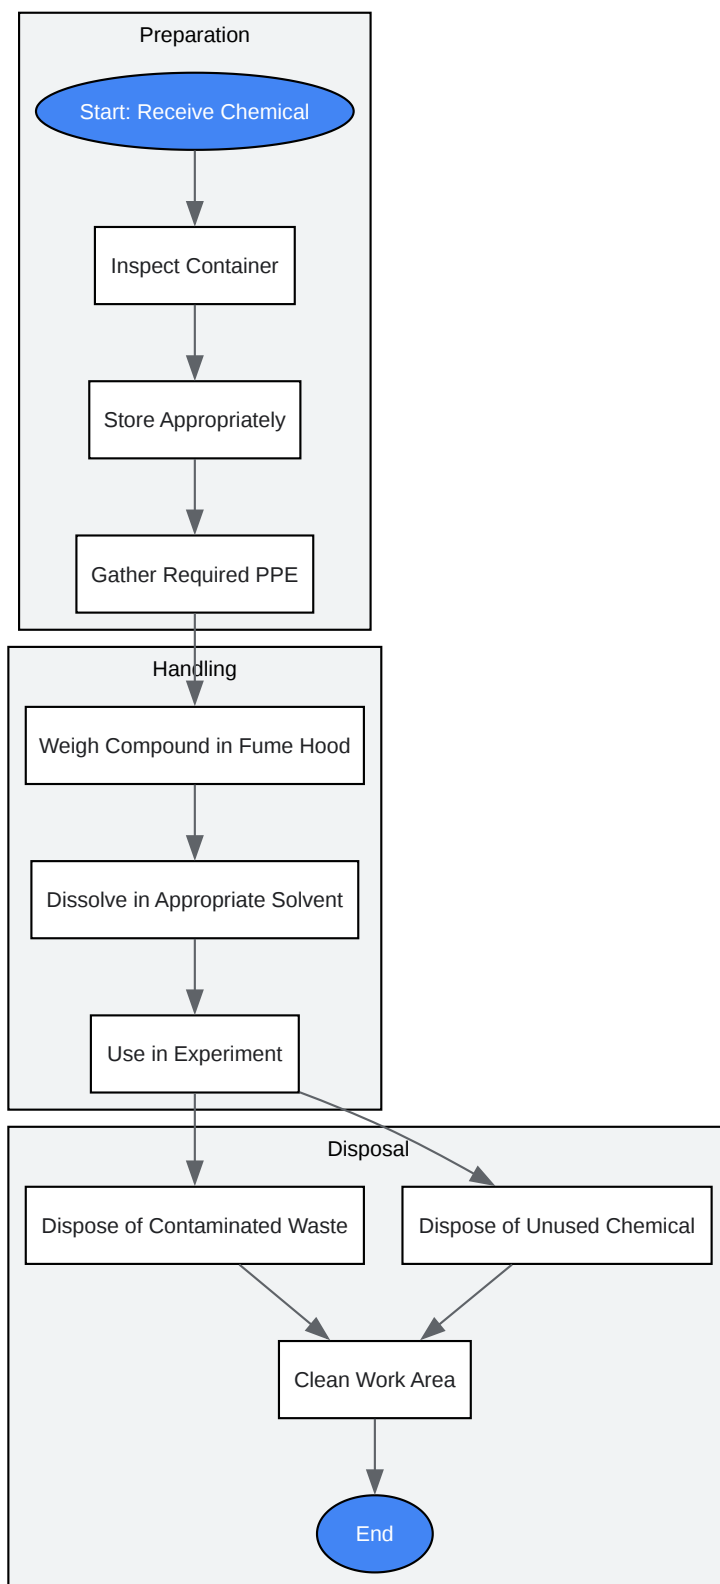 Preparation
Start: Receive Chemical
Inspect Container
Store Appropriately
Gather Required PPE
Handling
Weigh Compound in Fume Hood
Dissolve in Appropriate Solvent
Use in Experiment
Disposal
Dispose of Contaminated Waste
Dispose of Unused Chemical
Clean Work Area
End